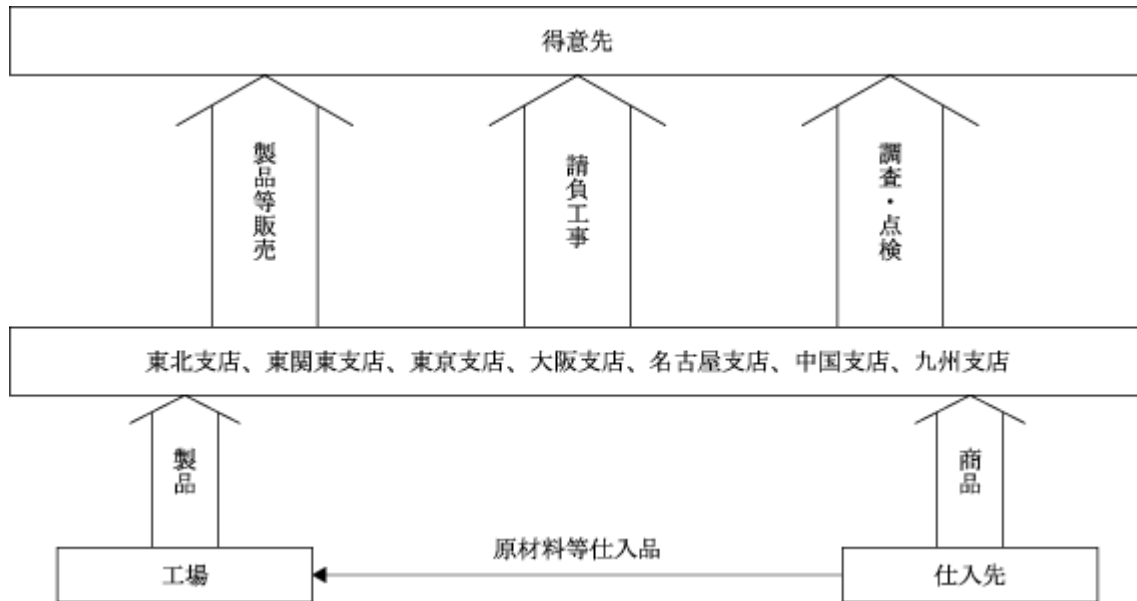 得意先
製品等販売
請負工事
調査・点検
東北支店、東関東支店、東京支店、大阪支店、名古屋支店、中国支店、九州支店
製品
商品
原材料等仕入品
工場
仕入先